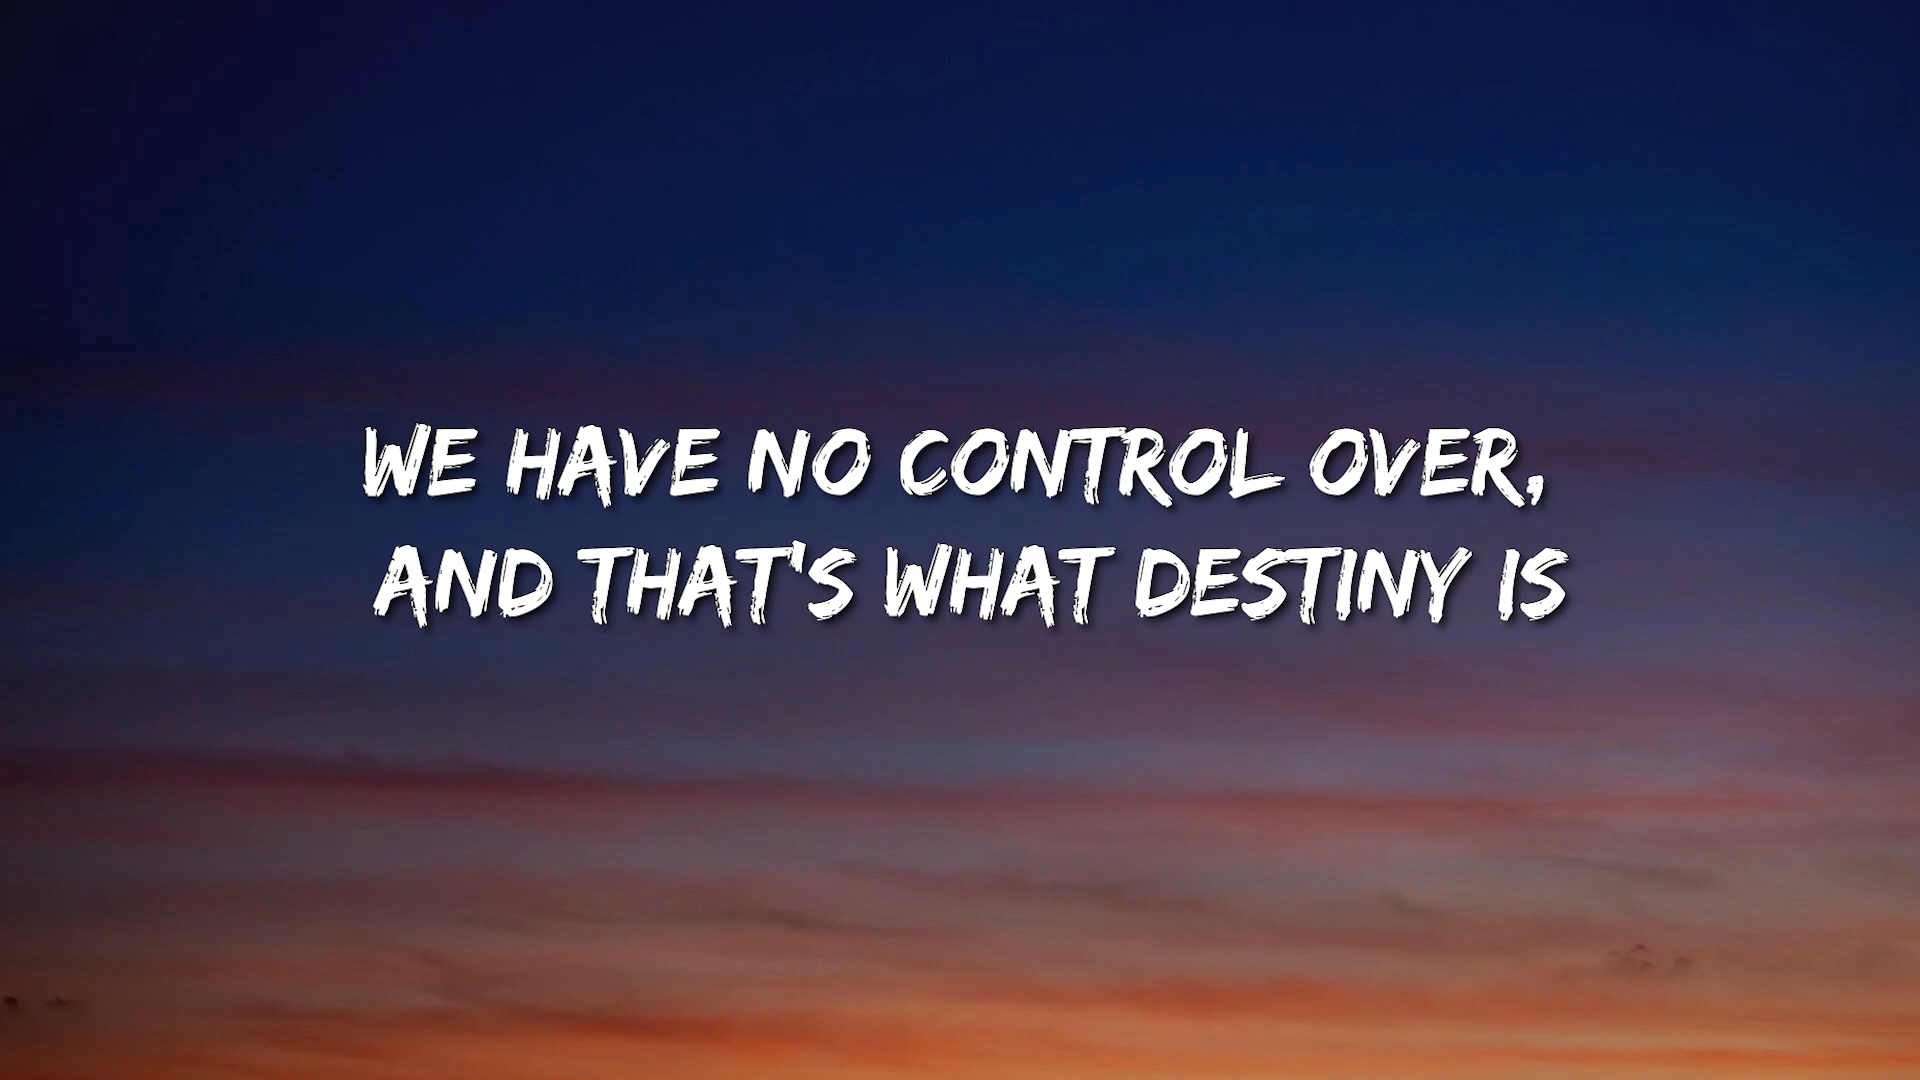 WE HAVE NO CONTROL OVER,
AND THAT'S WHAT DESTINY IS